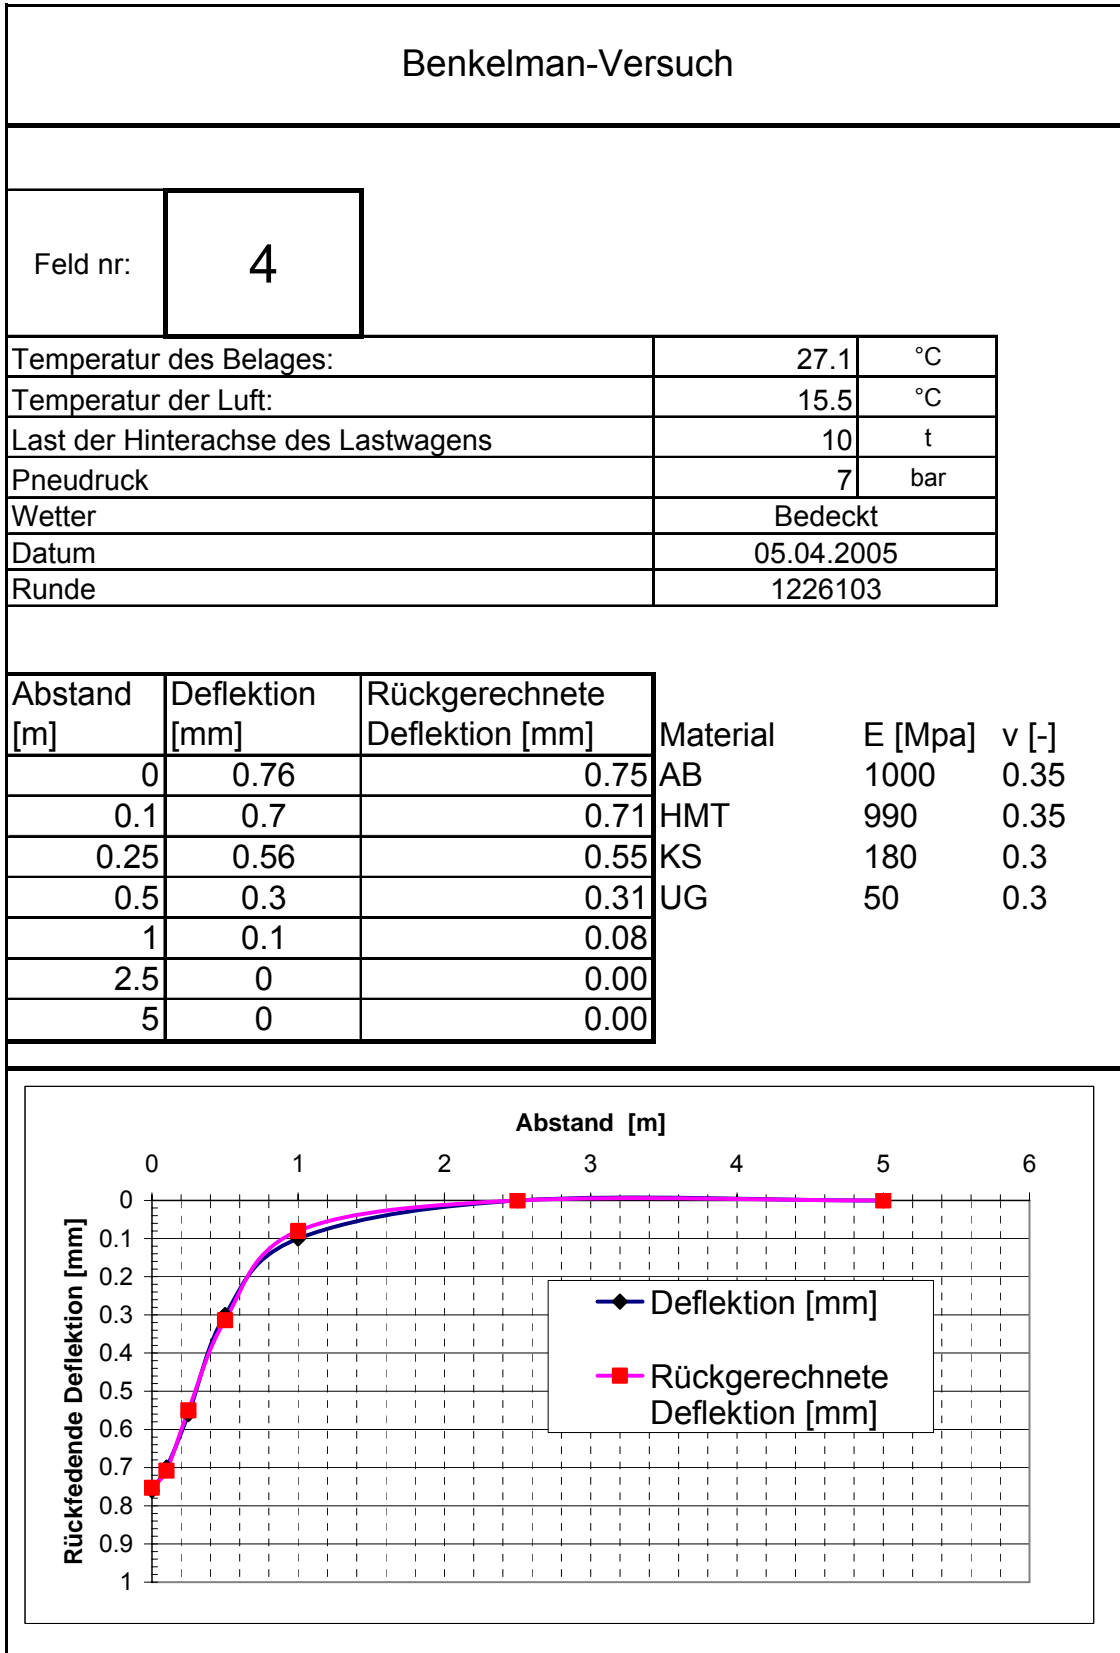 Benkelman-Versuch
Feld nr: 4
Temperatur des Belages: 27.1 °C
Temperatur der Luft: 15.5 °C
Last der Hinterachse des Lastwagens 10 t
Pneudruck 7 bar
Wetter Bedeckt
Datum 05.04.2005
Runde 1226103
Abstand Deflektion Rückgerechnete
[m] [mm] Deflektion [mm] Material E [Mpa] v [-]
0 0.76 0.75 AB 1000 0.35
0.1 0.7 0.71 HMT 990 0.35
0.25 0.56 0.55 KS 180 0.3
0.5 0.3 0.31 UG 50 0.3
1 0.1 0.08
2.5 0 0.00
5 0 0.00
Abstand [m]
0 1 2 3 4 5 6
Rückfedende Deflektion [mm]
0
0.1
0.2
0.3
0.4
0.5
0.6
0.7
0.8
0.9
1
Deflektion [mm]
Rückgerechnete
Deflektion [mm]